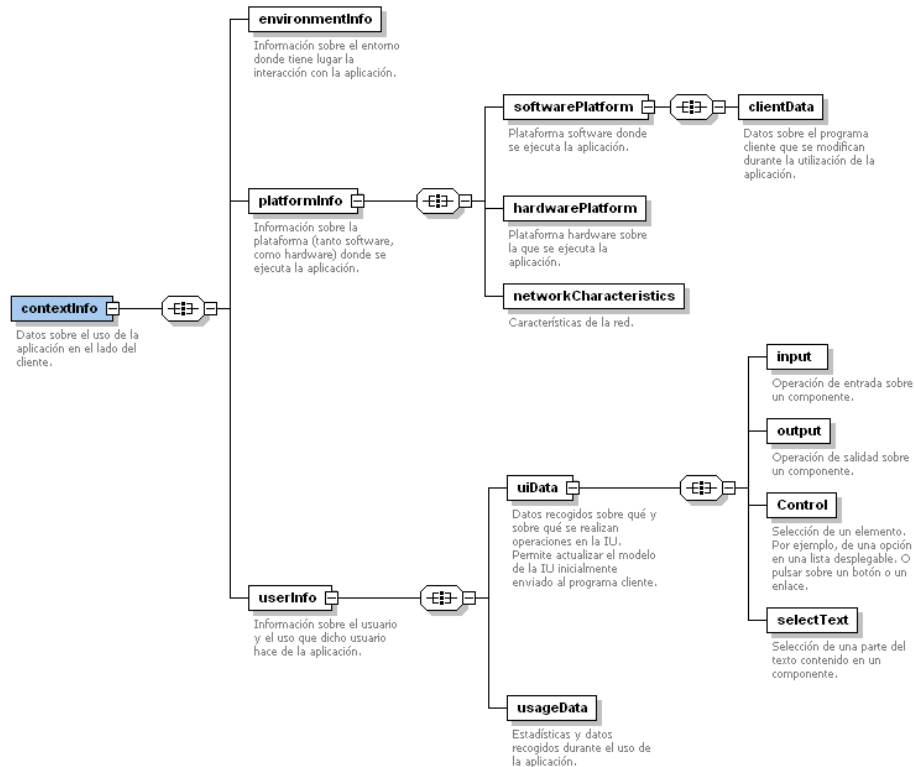 environmentInfo
Información sobre el entorno
donde tiene lugar la
interacción con la aplicación.
softwarePlatform
Plataforma software donde
se ejecuta la aplicación.
clientData
Datos sobre el programa
cliente que se modifican
durante la utilización de la
aplicación.
platformInfo
Información sobre la
plataforma (tanto software,
como hardware) donde se
ejecuta la aplicación.
hardwarePlatform
Plataforma hardware sobre
la que se ejecuta la
aplicación.
networkCharacteristics
Características de la red.
contextInfo
Datos sobre el uso de la
aplicación en el lado del
cliente.
input
Operación de entrada sobre
un componente.
output
Operación de salidad sobre
un componente.
uiData
Datos recogidos sobre qué y
sobre qué se realizan
operaciones en la IU.
Permite actualizar el modelo
de la IU inicialmente
enviado al programa cliente.
Control
Selección de un elemento.
Por ejemplo, de una opción
en una lista desplegable. O
pulsar sobre un botón o un
enlace.
userInfo
Información sobre el usuario
y el uso que dicho usuario
hace de la aplicación.
selectText
Selección de una parte del
texto contenido en un
componente.
usageData
Estadísticas y datos
recogidos durante el uso de
la aplicación.